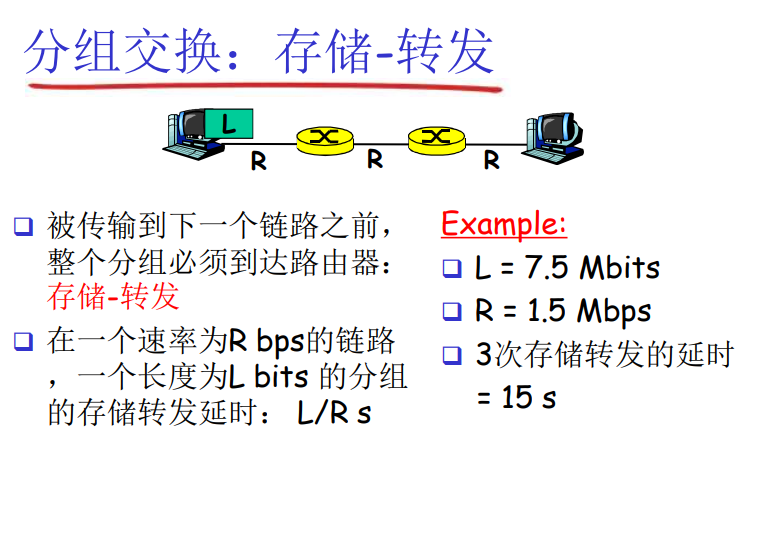 分组交换：存储-转发
L
R
R
R
被传输到下一个链路之前，
整个分组必须到达路由器：
存储-转发
在一个速率为R bps的链路
，一个长度为L bits 的分组
的存储转发延时： L/R s
Example:
L = 7.5 Mbits
R = 1.5 Mbps
3次存储转发的延时
= 15 s